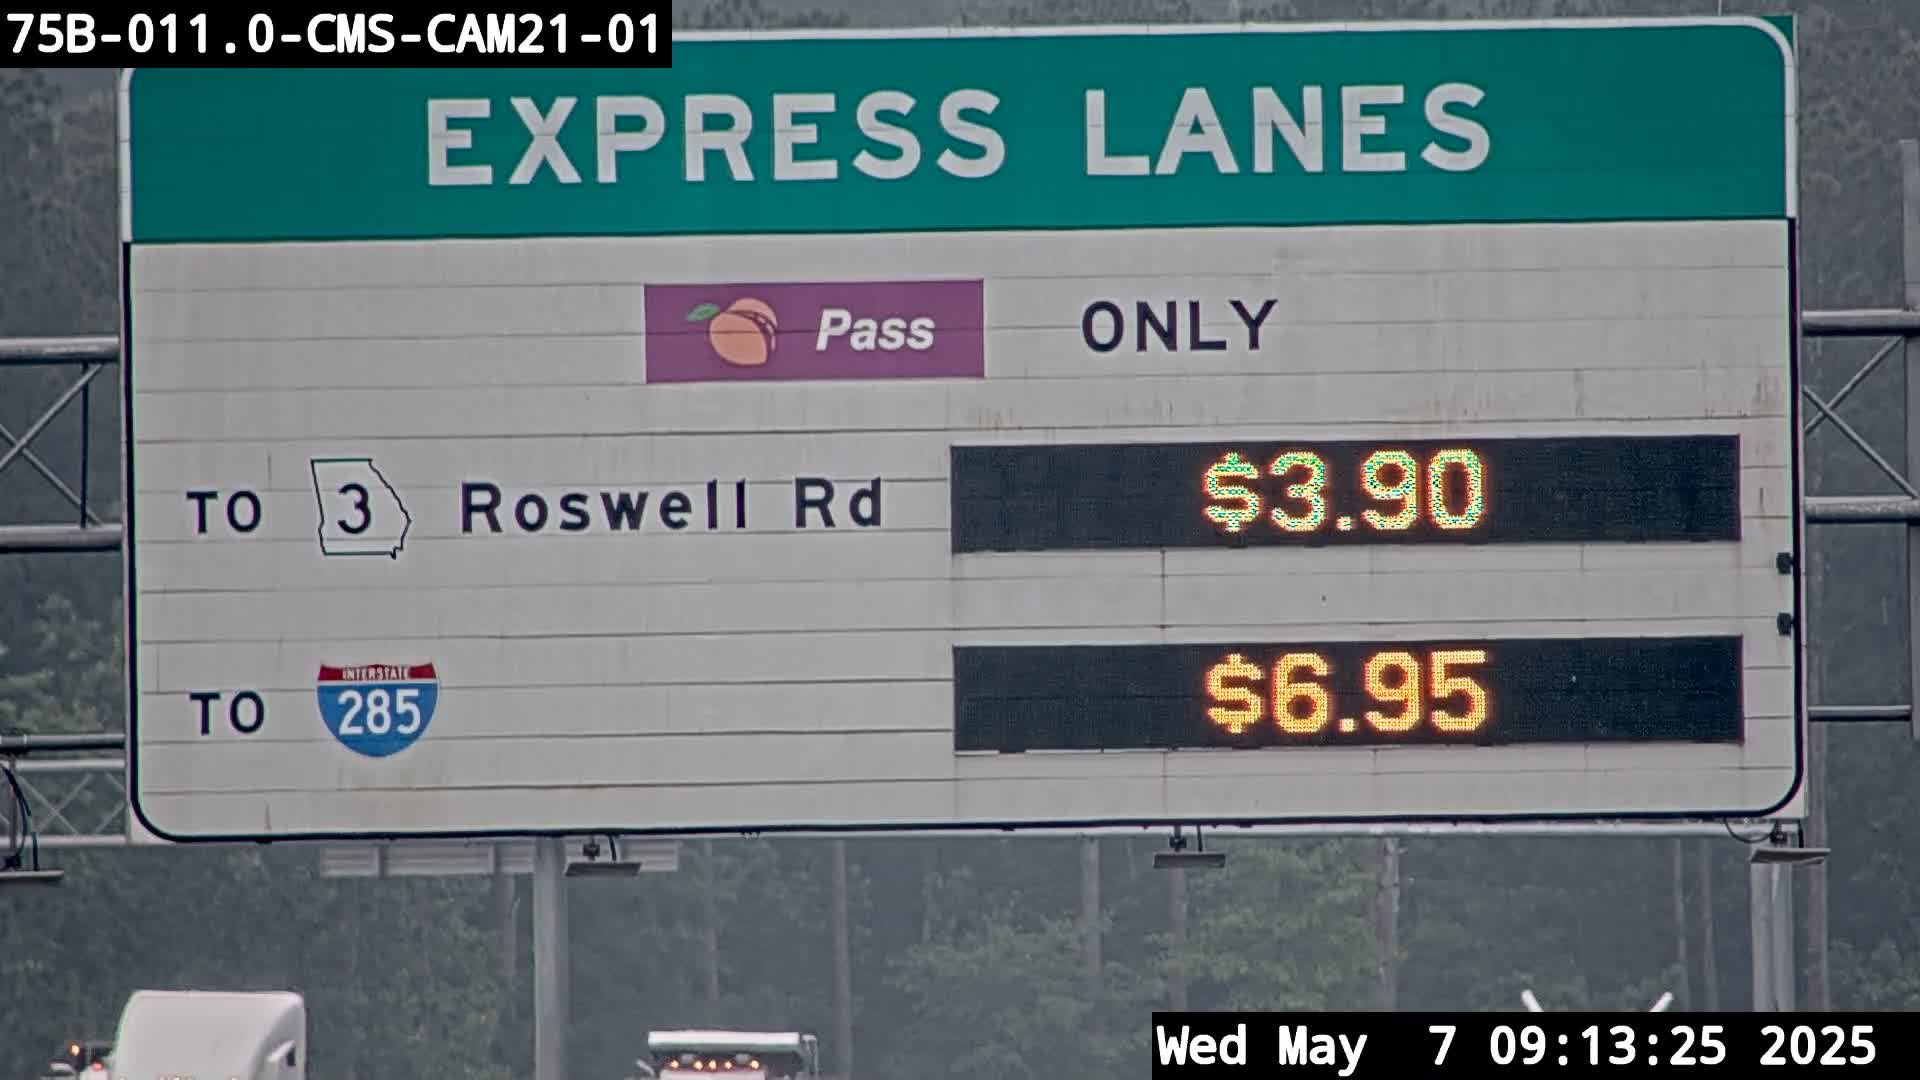 75B-011.0-CMS-CAM21-01
EXPRESS LANES
Pass ONLY
TO 3 Roswell Rd $3.90
TO INTERSTATE 285 $6.95
Wed May 7 09:13:25 2025